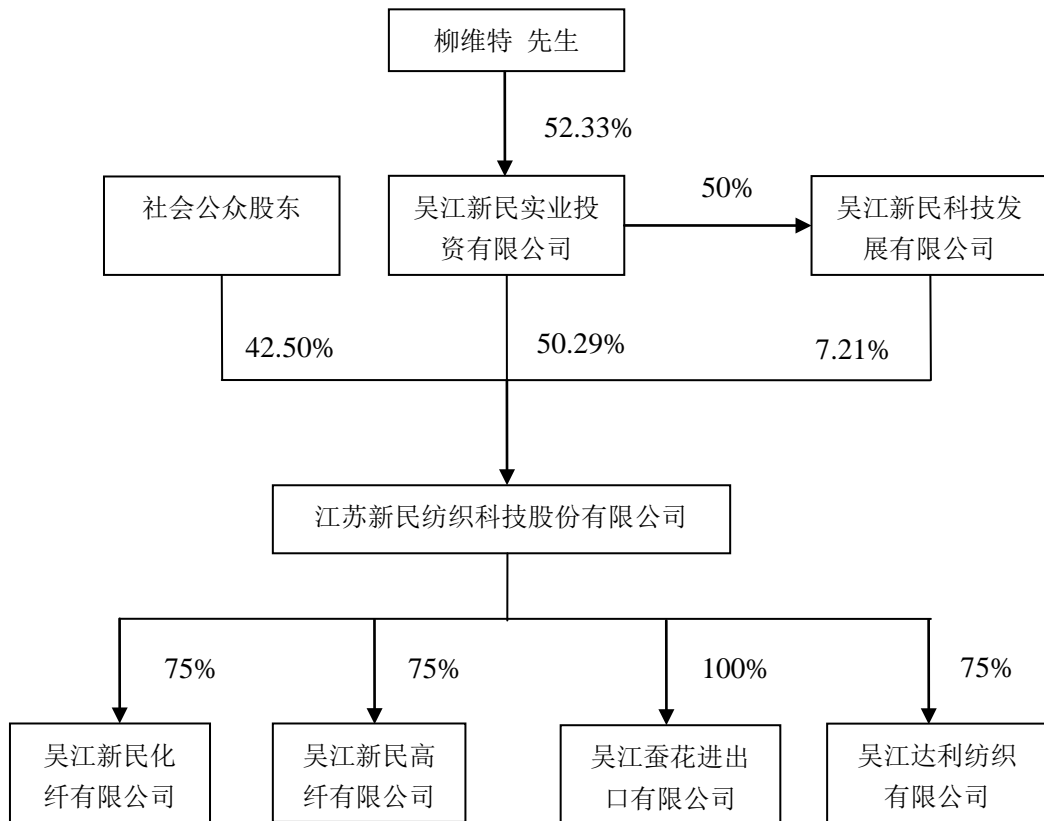 柳维特 先生
52.33%
社会公众股东
吴江新民实业投
资有限公司
50%
吴江新民科技发
展有限公司
42.50%
50.29%
7.21%
江苏新民纺织科技股份有限公司
75%
75%
100%
75%
吴江新民化
纤有限公司
吴江新民高
纤有限公司
吴江蚕花进出
口有限公司
吴江达利纺织
有限公司